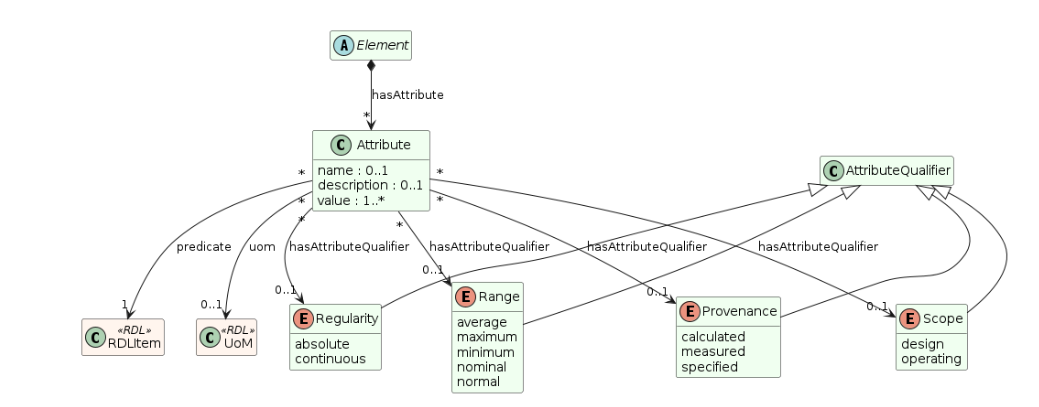 A Element
hasAttribute
*
C Attribute
name : 0..1
description : 0..1
value : 1..*
C AttributeQualifier
*
*
*
*
*
*
predicate
uom
hasAttributeQualifier
hasAttributeQualifier
hasAttributeQualifier
hasAttributeQualifier
1
0..1
0..1
0..1
0..1
0..1
C «RDL»
RDLItem
C «RDL»
UoM
E Regularity
absolute
continuous
E Range
average
maximum
minimum
nominal
normal
E Provenance
calculated
measured
specified
E Scope
design
operating